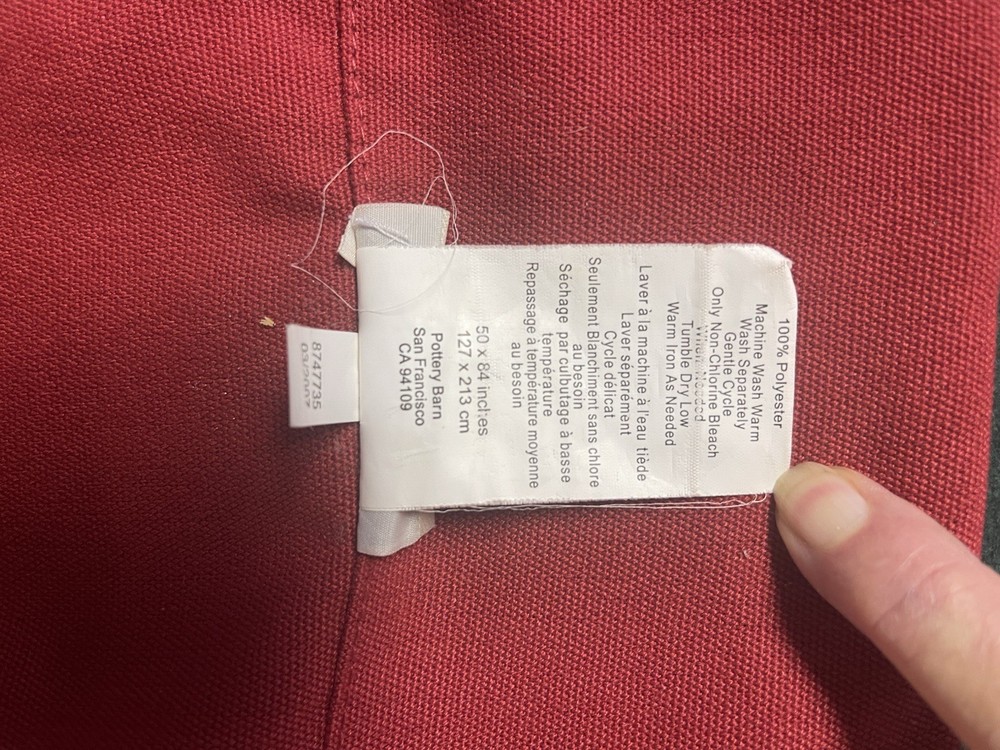 100% Polyester
Machine Wash Warm
Wash Separately
Gentle Cycle
Only Non-Chlorine Bleach
When Needed
Tumble Dry Low
Warm Iron As Needed
Laver à la machine à l'eau tiède
Laver séparément
Cycle délicat
Seulement Blanchiment sans chlore
au besoin
Séchage par culbutage à basse
température
Repassage à température moyenne
au besoin
50 x 84 inches
127 x 213 cm
Pottery Barn
San Francisco
CA 94109
8747735
03/2007